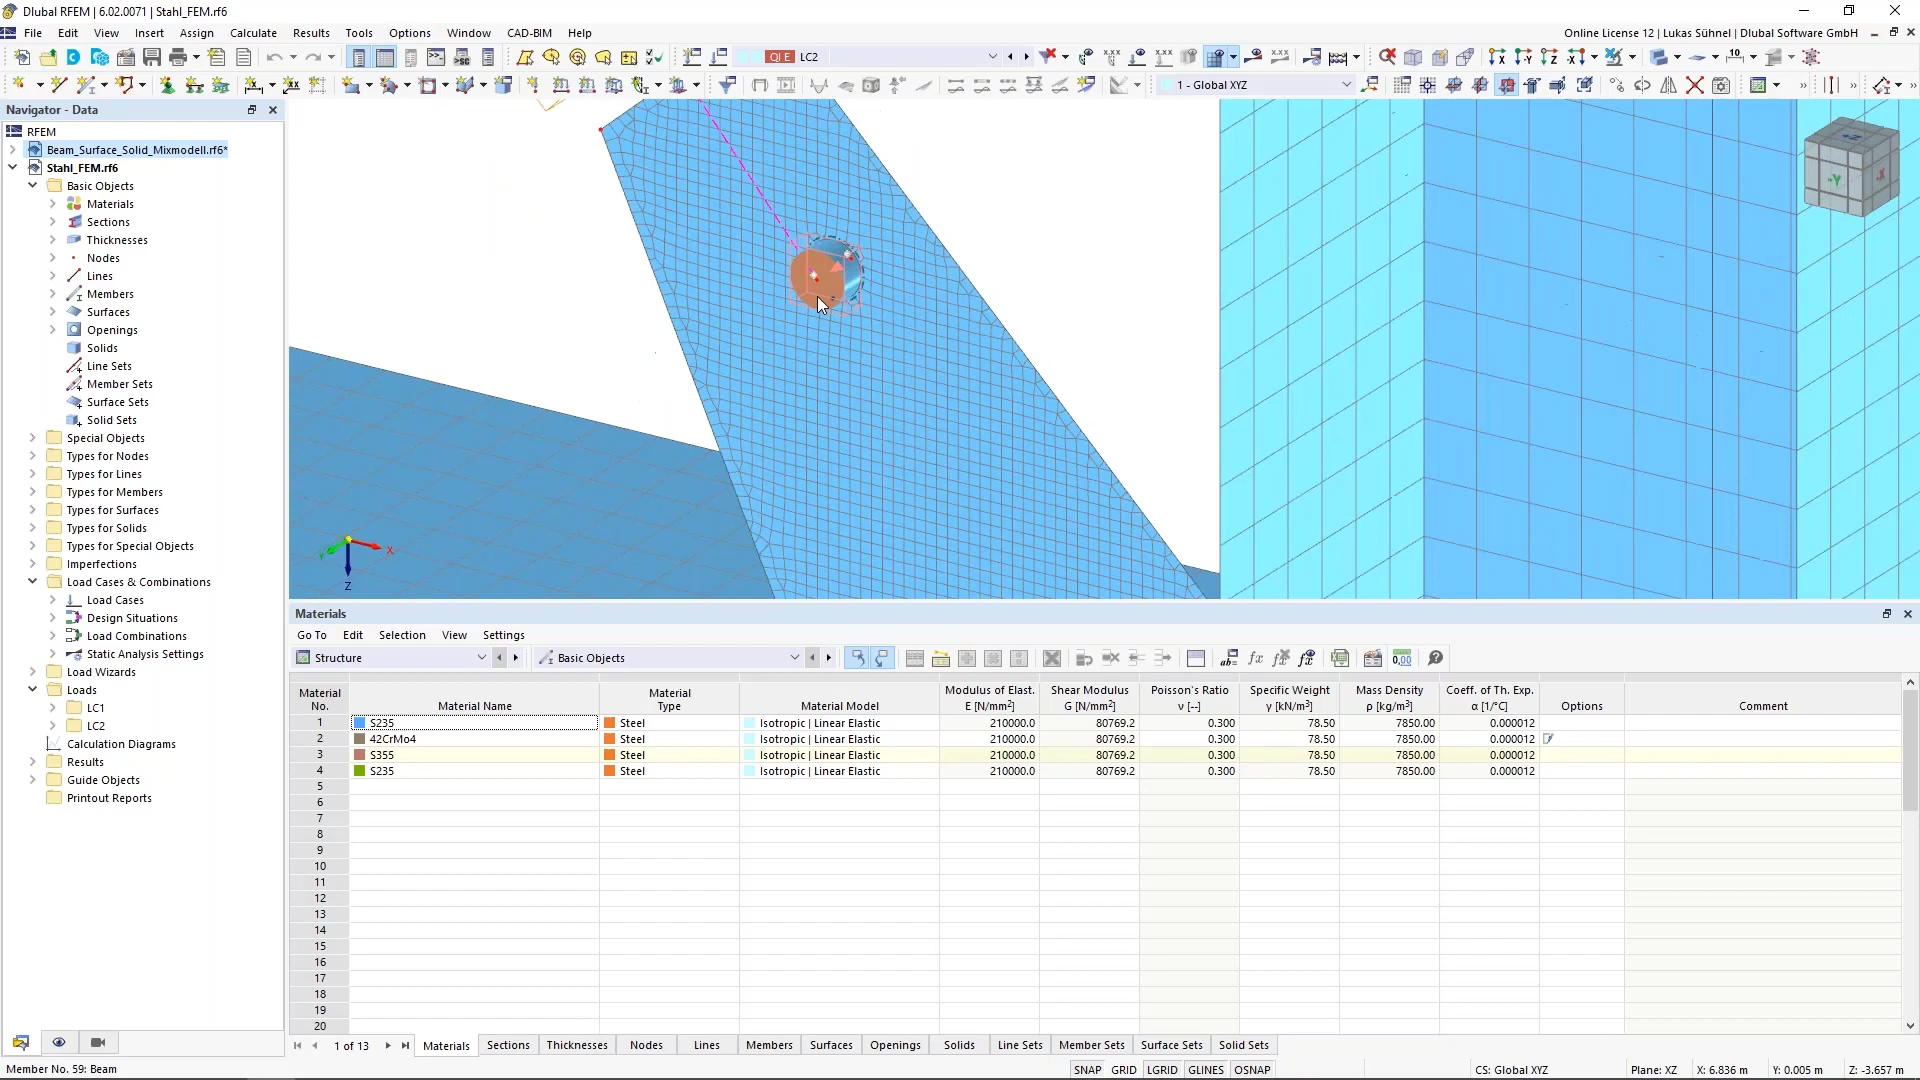 Dlubal RFEM | 6.02.0071 | Stahl_FEM.rf6
File Edit View Insert Assign Calculate Results Tools Options Window CAD-BIM Help
Online License 12 | Lukas Sühnel | Dlubal Software GmbH
QI E LC2
1 - Global XYZ
Navigator - Data
RFEM
Beam_Surface_Solid_Mixmodell.rf6*
Stahl_FEM.rf6
Basic Objects
Materials
Sections
Thicknesses
Nodes
Lines
Members
Surfaces
Openings
Solids
Line Sets
Member Sets
Surface Sets
Solid Sets
Special Objects
Types for Nodes
Types for Lines
Types for Members
Types for Surfaces
Types for Solids
Types for Special Objects
Imperfections
Load Cases & Combinations
Load Cases
Design Situations
Load Combinations
Static Analysis Settings
Load Wizards
Loads
LC1
LC2
Calculation Diagrams
Results
Guide Objects
Printout Reports
+Z
-Y
-X
X
Y
Z
Materials
Go To Edit Selection View Settings
Structure
Basic Objects
Material No.
Material Name
Material Type
Material Model
Modulus of Elast. E [N/mm²]
Shear Modulus G [N/mm²]
Poisson's Ratio ν [--]
Specific Weight γ [kN/m³]
Mass Density ρ [kg/m³]
Coeff. of Th. Exp. α [1/°C]
Options
Comment
1 S235 Steel Isotropic | Linear Elastic 210000.0 80769.2 0.300 78.50 7850.00 0.000012
2 42CrMo4 Steel Isotropic | Linear Elastic 210000.0 80769.2 0.300 78.50 7850.00 0.000012
3 S355 Steel Isotropic | Linear Elastic 210000.0 80769.2 0.300 78.50 7850.00 0.000012
4 S235 Steel Isotropic | Linear Elastic 210000.0 80769.2 0.300 78.50 7850.00 0.000012
5
6
7
8
9
10
11
12
13
14
15
16
17
18
19
20
1 of 13
Materials Sections Thicknesses Nodes Lines Members Surfaces Openings Solids Line Sets Member Sets Surface Sets Solid Sets
Member No. 59: Beam
SNAP GRID LGRID GLINES OSNAP
CS: Global XYZ
Plane: XZ
X: 6.836 m
Y: 0.005 m
Z: -3.657 m